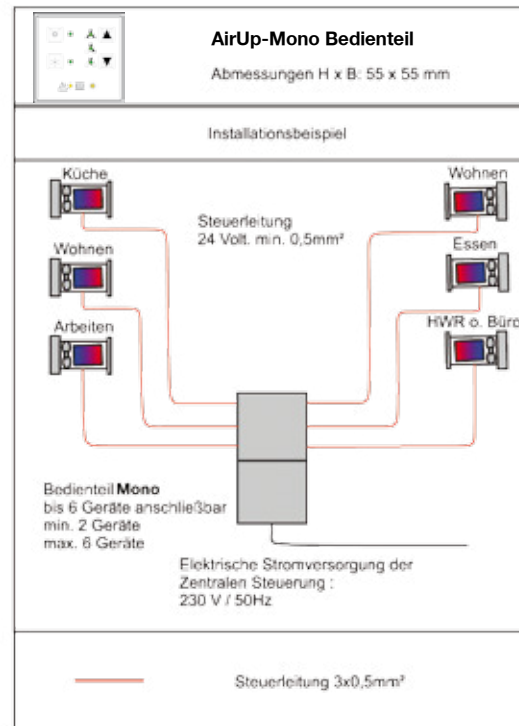 AirUp-Mono Bedienteil
Abmessungen H x B: 55 x 55 mm
Installationsbeispiel
Küche
Wohnen
Steuerleitung
24 Volt. min. 0,5mm²
Wohnen
Essen
Arbeiten
HWR o. Büro
Bedienteil Mono
bis 6 Geräte anschließbar
min. 2 Geräte
max. 6 Geräte
Elektrische Stromversorgung der
Zentralen Steuerung :
230 V / 50Hz
Steuerleitung 3x0,5mm²